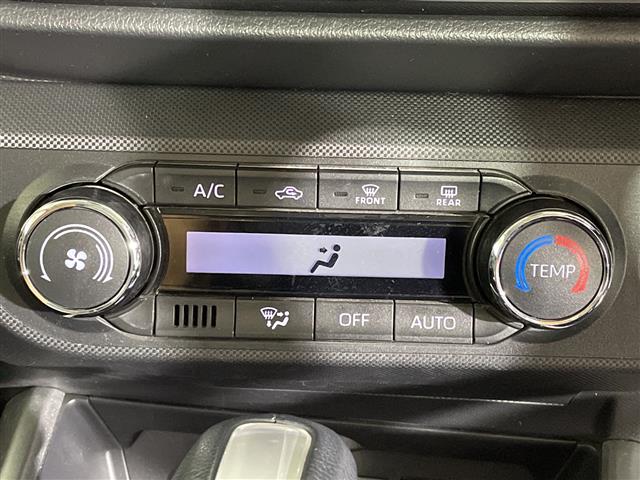 A/C
FRONT
REAR
TEMP
OFF
AUTO